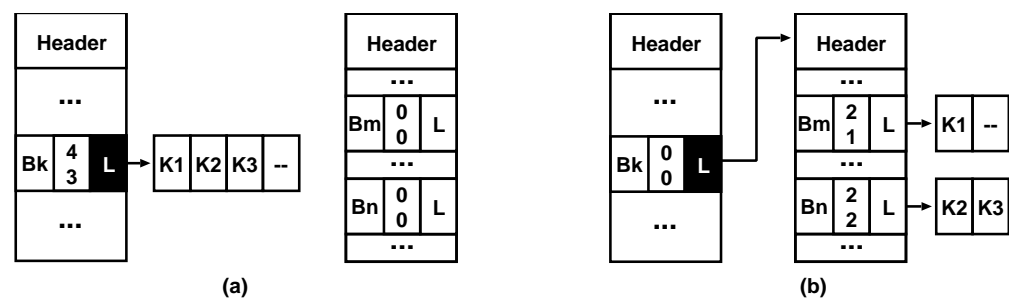 Header
...
Bk 4 3 L K1 K2 K3 --
...
Header
...
Bm 0 0 L
...
Bn 0 0 L
...
(a)
Header
...
Bk 0 0 L
...
Header
...
Bm 2 1 L K1 --
...
Bn 2 2 L K2 K3
...
(b)